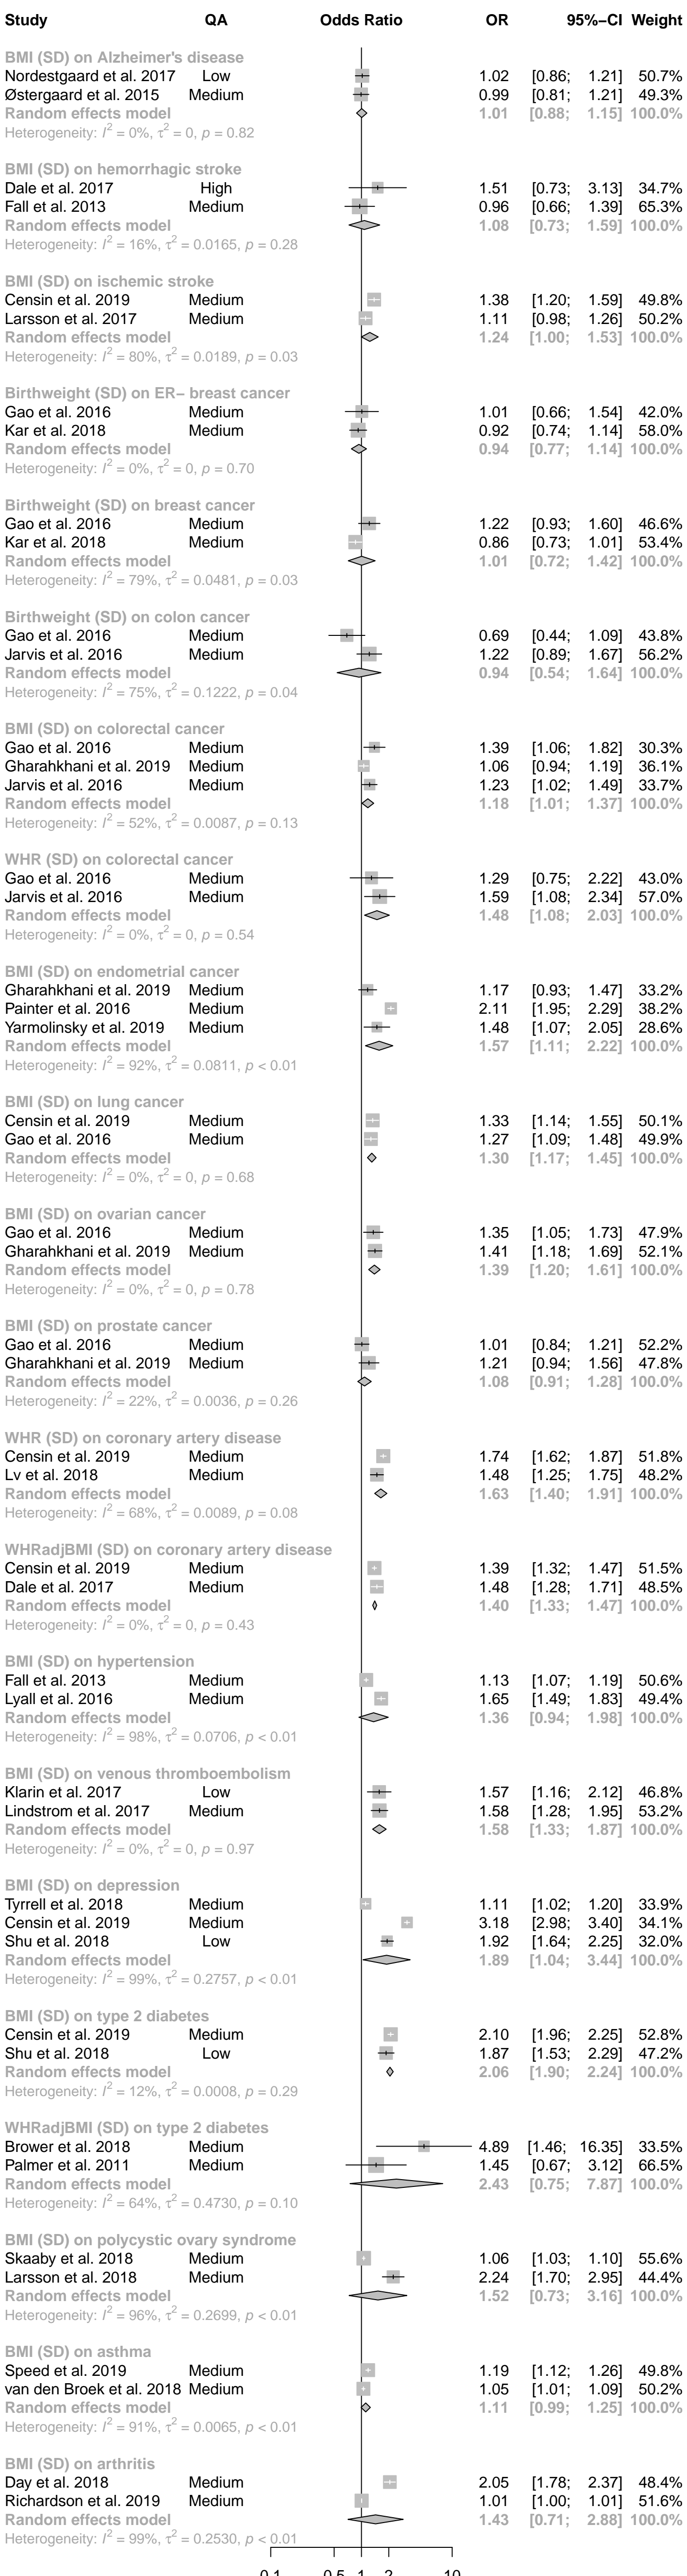 Study QA Odds Ratio OR 95%−CI Weight
BMI (SD) on Alzheimer's disease
Nordestgaard et al. 2017 Low 1.02 [0.86; 1.21] 50.7%
Østergaard et al. 2015 Medium 0.99 [0.81; 1.21] 49.3%
Random effects model 1.01 [0.88; 1.15] 100.0%
Heterogeneity: I² = 0%, τ² = 0, p = 0.82
BMI (SD) on hemorrhagic stroke
Dale et al. 2017 High 1.51 [0.73; 3.13] 34.7%
Fall et al. 2013 Medium 0.96 [0.66; 1.39] 65.3%
Random effects model 1.08 [0.73; 1.59] 100.0%
Heterogeneity: I² = 16%, τ² = 0.0165, p = 0.28
BMI (SD) on ischemic stroke
Censin et al. 2019 Medium 1.38 [1.20; 1.59] 49.8%
Larsson et al. 2017 Medium 1.11 [0.98; 1.26] 50.2%
Random effects model 1.24 [1.00; 1.53] 100.0%
Heterogeneity: I² = 80%, τ² = 0.0189, p = 0.03
Birthweight (SD) on ER− breast cancer
Gao et al. 2016 Medium 1.01 [0.66; 1.54] 42.0%
Kar et al. 2018 Medium 0.92 [0.74; 1.14] 58.0%
Random effects model 0.94 [0.77; 1.14] 100.0%
Heterogeneity: I² = 0%, τ² = 0, p = 0.70
Birthweight (SD) on breast cancer
Gao et al. 2016 Medium 1.22 [0.93; 1.60] 46.6%
Kar et al. 2018 Medium 0.86 [0.73; 1.01] 53.4%
Random effects model 1.01 [0.72; 1.42] 100.0%
Heterogeneity: I² = 79%, τ² = 0.0481, p = 0.03
Birthweight (SD) on colon cancer
Gao et al. 2016 Medium 0.69 [0.44; 1.09] 43.8%
Jarvis et al. 2016 Medium 1.22 [0.89; 1.67] 56.2%
Random effects model 0.94 [0.54; 1.64] 100.0%
Heterogeneity: I² = 75%, τ² = 0.1222, p = 0.04
BMI (SD) on colorectal cancer
Gao et al. 2016 Medium 1.39 [1.06; 1.82] 30.3%
Gharahkhani et al. 2019 Medium 1.06 [0.94; 1.19] 36.1%
Jarvis et al. 2016 Medium 1.23 [1.02; 1.49] 33.7%
Random effects model 1.18 [1.01; 1.37] 100.0%
Heterogeneity: I² = 52%, τ² = 0.0087, p = 0.13
WHR (SD) on colorectal cancer
Gao et al. 2016 Medium 1.29 [0.75; 2.22] 43.0%
Jarvis et al. 2016 Medium 1.59 [1.08; 2.34] 57.0%
Random effects model 1.48 [1.08; 2.03] 100.0%
Heterogeneity: I² = 0%, τ² = 0, p = 0.54
BMI (SD) on endometrial cancer
Gharahkhani et al. 2019 Medium 1.17 [0.93; 1.47] 33.2%
Painter et al. 2016 Medium 2.11 [1.95; 2.29] 38.2%
Yarmolinsky et al. 2019 Medium 1.48 [1.07; 2.05] 28.6%
Random effects model 1.57 [1.11; 2.22] 100.0%
Heterogeneity: I² = 92%, τ² = 0.0811, p < 0.01
BMI (SD) on lung cancer
Censin et al. 2019 Medium 1.33 [1.14; 1.55] 50.1%
Gao et al. 2016 Medium 1.27 [1.09; 1.48] 49.9%
Random effects model 1.30 [1.17; 1.45] 100.0%
Heterogeneity: I² = 0%, τ² = 0, p = 0.68
BMI (SD) on ovarian cancer
Gao et al. 2016 Medium 1.35 [1.05; 1.73] 47.9%
Gharahkhani et al. 2019 Medium 1.41 [1.18; 1.69] 52.1%
Random effects model 1.39 [1.20; 1.61] 100.0%
Heterogeneity: I² = 0%, τ² = 0, p = 0.78
BMI (SD) on prostate cancer
Gao et al. 2016 Medium 1.01 [0.84; 1.21] 52.2%
Gharahkhani et al. 2019 Medium 1.21 [0.94; 1.56] 47.8%
Random effects model 1.08 [0.91; 1.28] 100.0%
Heterogeneity: I² = 22%, τ² = 0.0036, p = 0.26
WHR (SD) on coronary artery disease
Censin et al. 2019 Medium 1.74 [1.62; 1.87] 51.8%
Lv et al. 2018 Medium 1.48 [1.25; 1.75] 48.2%
Random effects model 1.63 [1.40; 1.91] 100.0%
Heterogeneity: I² = 68%, τ² = 0.0089, p = 0.08
WHRadjBMI (SD) on coronary artery disease
Censin et al. 2019 Medium 1.39 [1.32; 1.47] 51.5%
Dale et al. 2017 Medium 1.48 [1.28; 1.71] 48.5%
Random effects model 1.40 [1.33; 1.47] 100.0%
Heterogeneity: I² = 0%, τ² = 0, p = 0.43
BMI (SD) on hypertension
Fall et al. 2013 Medium 1.13 [1.07; 1.19] 50.6%
Lyall et al. 2016 Medium 1.65 [1.49; 1.83] 49.4%
Random effects model 1.36 [0.94; 1.98] 100.0%
Heterogeneity: I² = 98%, τ² = 0.0706, p < 0.01
BMI (SD) on venous thromboembolism
Klarin et al. 2017 Low 1.57 [1.16; 2.12] 46.8%
Lindstrom et al. 2017 Medium 1.58 [1.28; 1.95] 53.2%
Random effects model 1.58 [1.33; 1.87] 100.0%
Heterogeneity: I² = 0%, τ² = 0, p = 0.97
BMI (SD) on depression
Tyrrell et al. 2018 Medium 1.11 [1.02; 1.20] 33.9%
Censin et al. 2019 Medium 3.18 [2.98; 3.40] 34.1%
Shu et al. 2018 Low 1.92 [1.64; 2.25] 32.0%
Random effects model 1.89 [1.04; 3.44] 100.0%
Heterogeneity: I² = 99%, τ² = 0.2757, p < 0.01
BMI (SD) on type 2 diabetes
Censin et al. 2019 Medium 2.10 [1.96; 2.25] 52.8%
Shu et al. 2018 Low 1.87 [1.53; 2.29] 47.2%
Random effects model 2.06 [1.90; 2.24] 100.0%
Heterogeneity: I² = 12%, τ² = 0.0008, p = 0.29
WHRadjBMI (SD) on type 2 diabetes
Brower et al. 2018 Medium 4.89 [1.46; 16.35] 33.5%
Palmer et al. 2011 Medium 1.45 [0.67; 3.12] 66.5%
Random effects model 2.43 [0.75; 7.87] 100.0%
Heterogeneity: I² = 64%, τ² = 0.4730, p = 0.10
BMI (SD) on polycystic ovary syndrome
Skaaby et al. 2018 Medium 1.06 [1.03; 1.10] 55.6%
Larsson et al. 2018 Medium 2.24 [1.70; 2.95] 44.4%
Random effects model 1.52 [0.73; 3.16] 100.0%
Heterogeneity: I² = 96%, τ² = 0.2699, p < 0.01
BMI (SD) on asthma
Speed et al. 2019 Medium 1.19 [1.12; 1.26] 49.8%
van den Broek et al. 2018 Medium 1.05 [1.01; 1.09] 50.2%
Random effects model 1.11 [0.99; 1.25] 100.0%
Heterogeneity: I² = 91%, τ² = 0.0065, p < 0.01
BMI (SD) on arthritis
Day et al. 2018 Medium 2.05 [1.78; 2.37] 48.4%
Richardson et al. 2019 Medium 1.01 [1.00; 1.01] 51.6%
Random effects model 1.43 [0.71; 2.88] 100.0%
Heterogeneity: I² = 99%, τ² = 0.2530, p < 0.01
0.1 0.5 1 2 10